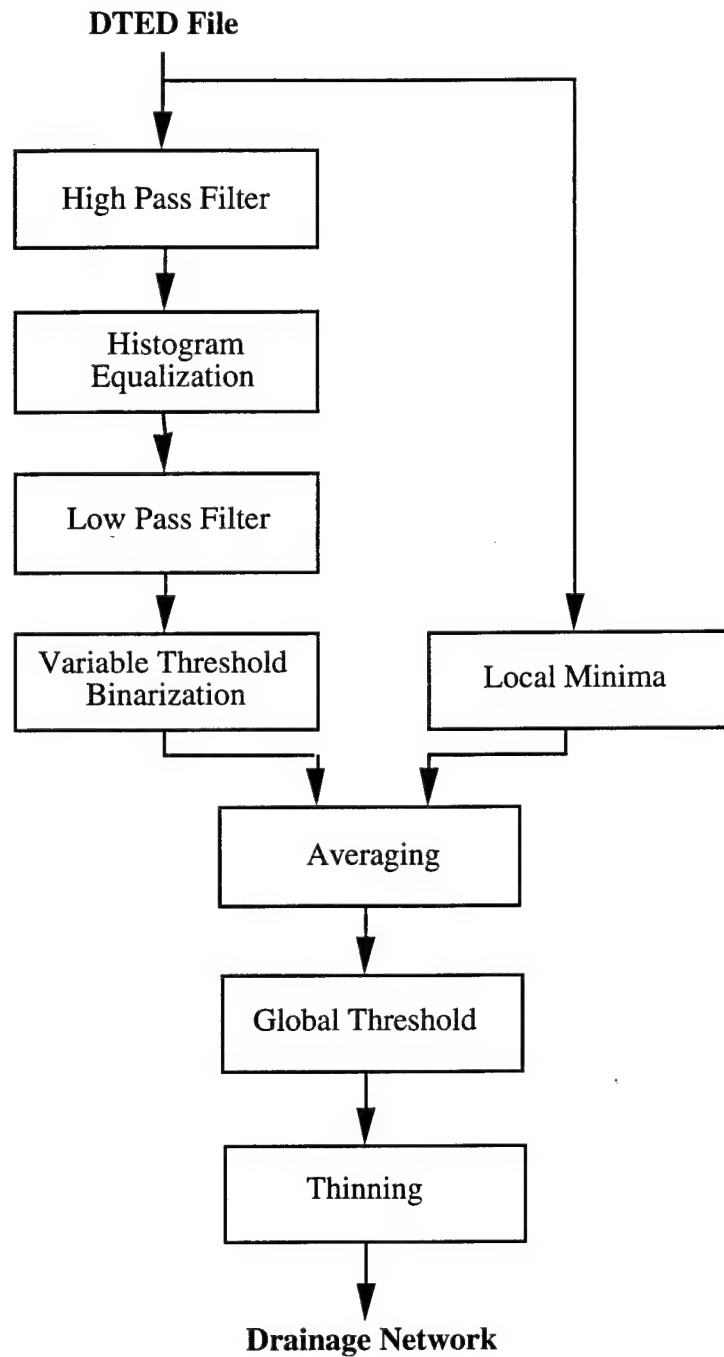 DTED File
High Pass Filter
Histogram
Equalization
Low Pass Filter
Variable Threshold
Binarization
Local Minima
Averaging
Global Threshold
Thinning
Drainage Network